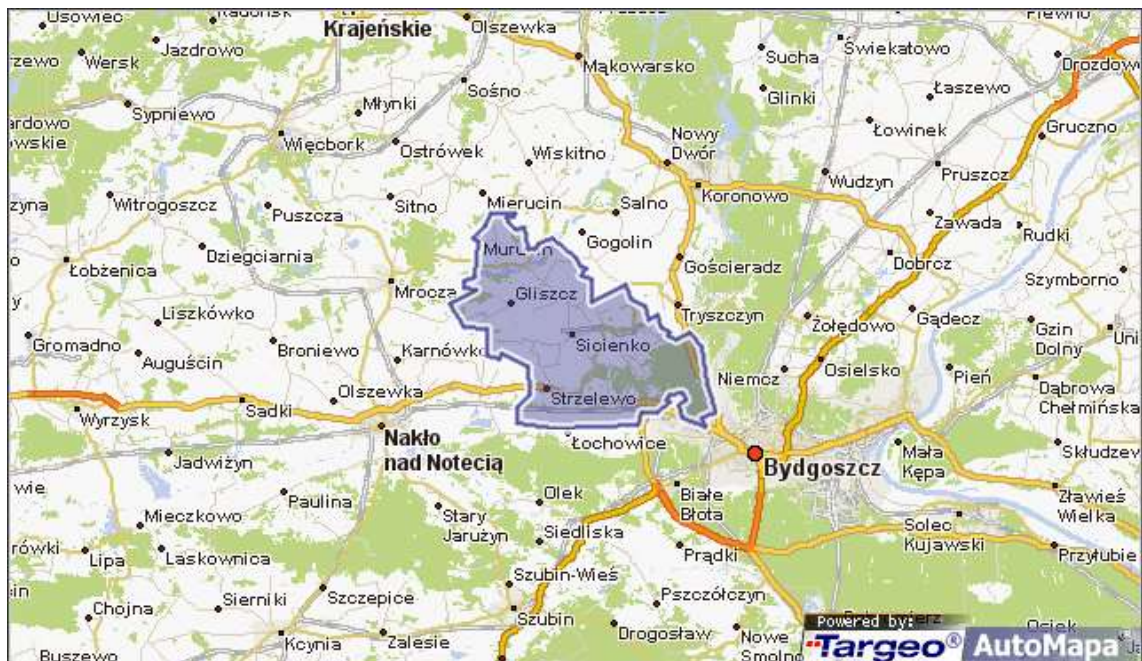 Usowiec
Krajeńskie
Olszewka
Jazdrowo
Wersk
Mąkowarsko
Sucha
Świekatowo
Drozdowo
Sośno
Glinki
Łaszewo
Sypniewo
Młynki
Więcbork
Ostrówek
Wiskitno
Nowy
Dwór
Łowinek
Gruczno
Koronowo
Wudzyn
Pruszcz
Witrogoszcz
Puszcza
Sitno
Mierucin
Salno
Zawada
Rudki
Gogolin
Dziegciarnia
Łobżenica
Gościeradz
Dobrcz
Szymborno
Mrocza
Gliszcz
Tryszczyn
Liszkówko
Żołędowo
Gądecz
Gzin
Dolny
Gromadno
Auguścin
Broniewo
Karnówko
Sicienko
Niemcz
Osielsko
Pień
Dąbrowa
Chełmińska
Olszewka
Strzelewo
Wyrzysk
Sadki
Nakło
nad Notecią
Łochowice
Bydgoszcz
Mała
Kępa
Skłudzew
Jadwiżyn
Paulina
Olek
Białe
Błota
Zławieś
Wielka
Mieczkowo
Stary
Jarużyn
Siedliska
Solec
Kujawski
Lipa
Laskownica
Prądki
Przyłubie
Szubin-Wieś
Chojna
Sierniki
Szczepice
Szubin
Pszczółczyn
Kcynia
Zalesie
Drogosław
Nowe
Smolno
Buszewo
Powered by:
Targeo® AutoMapa®